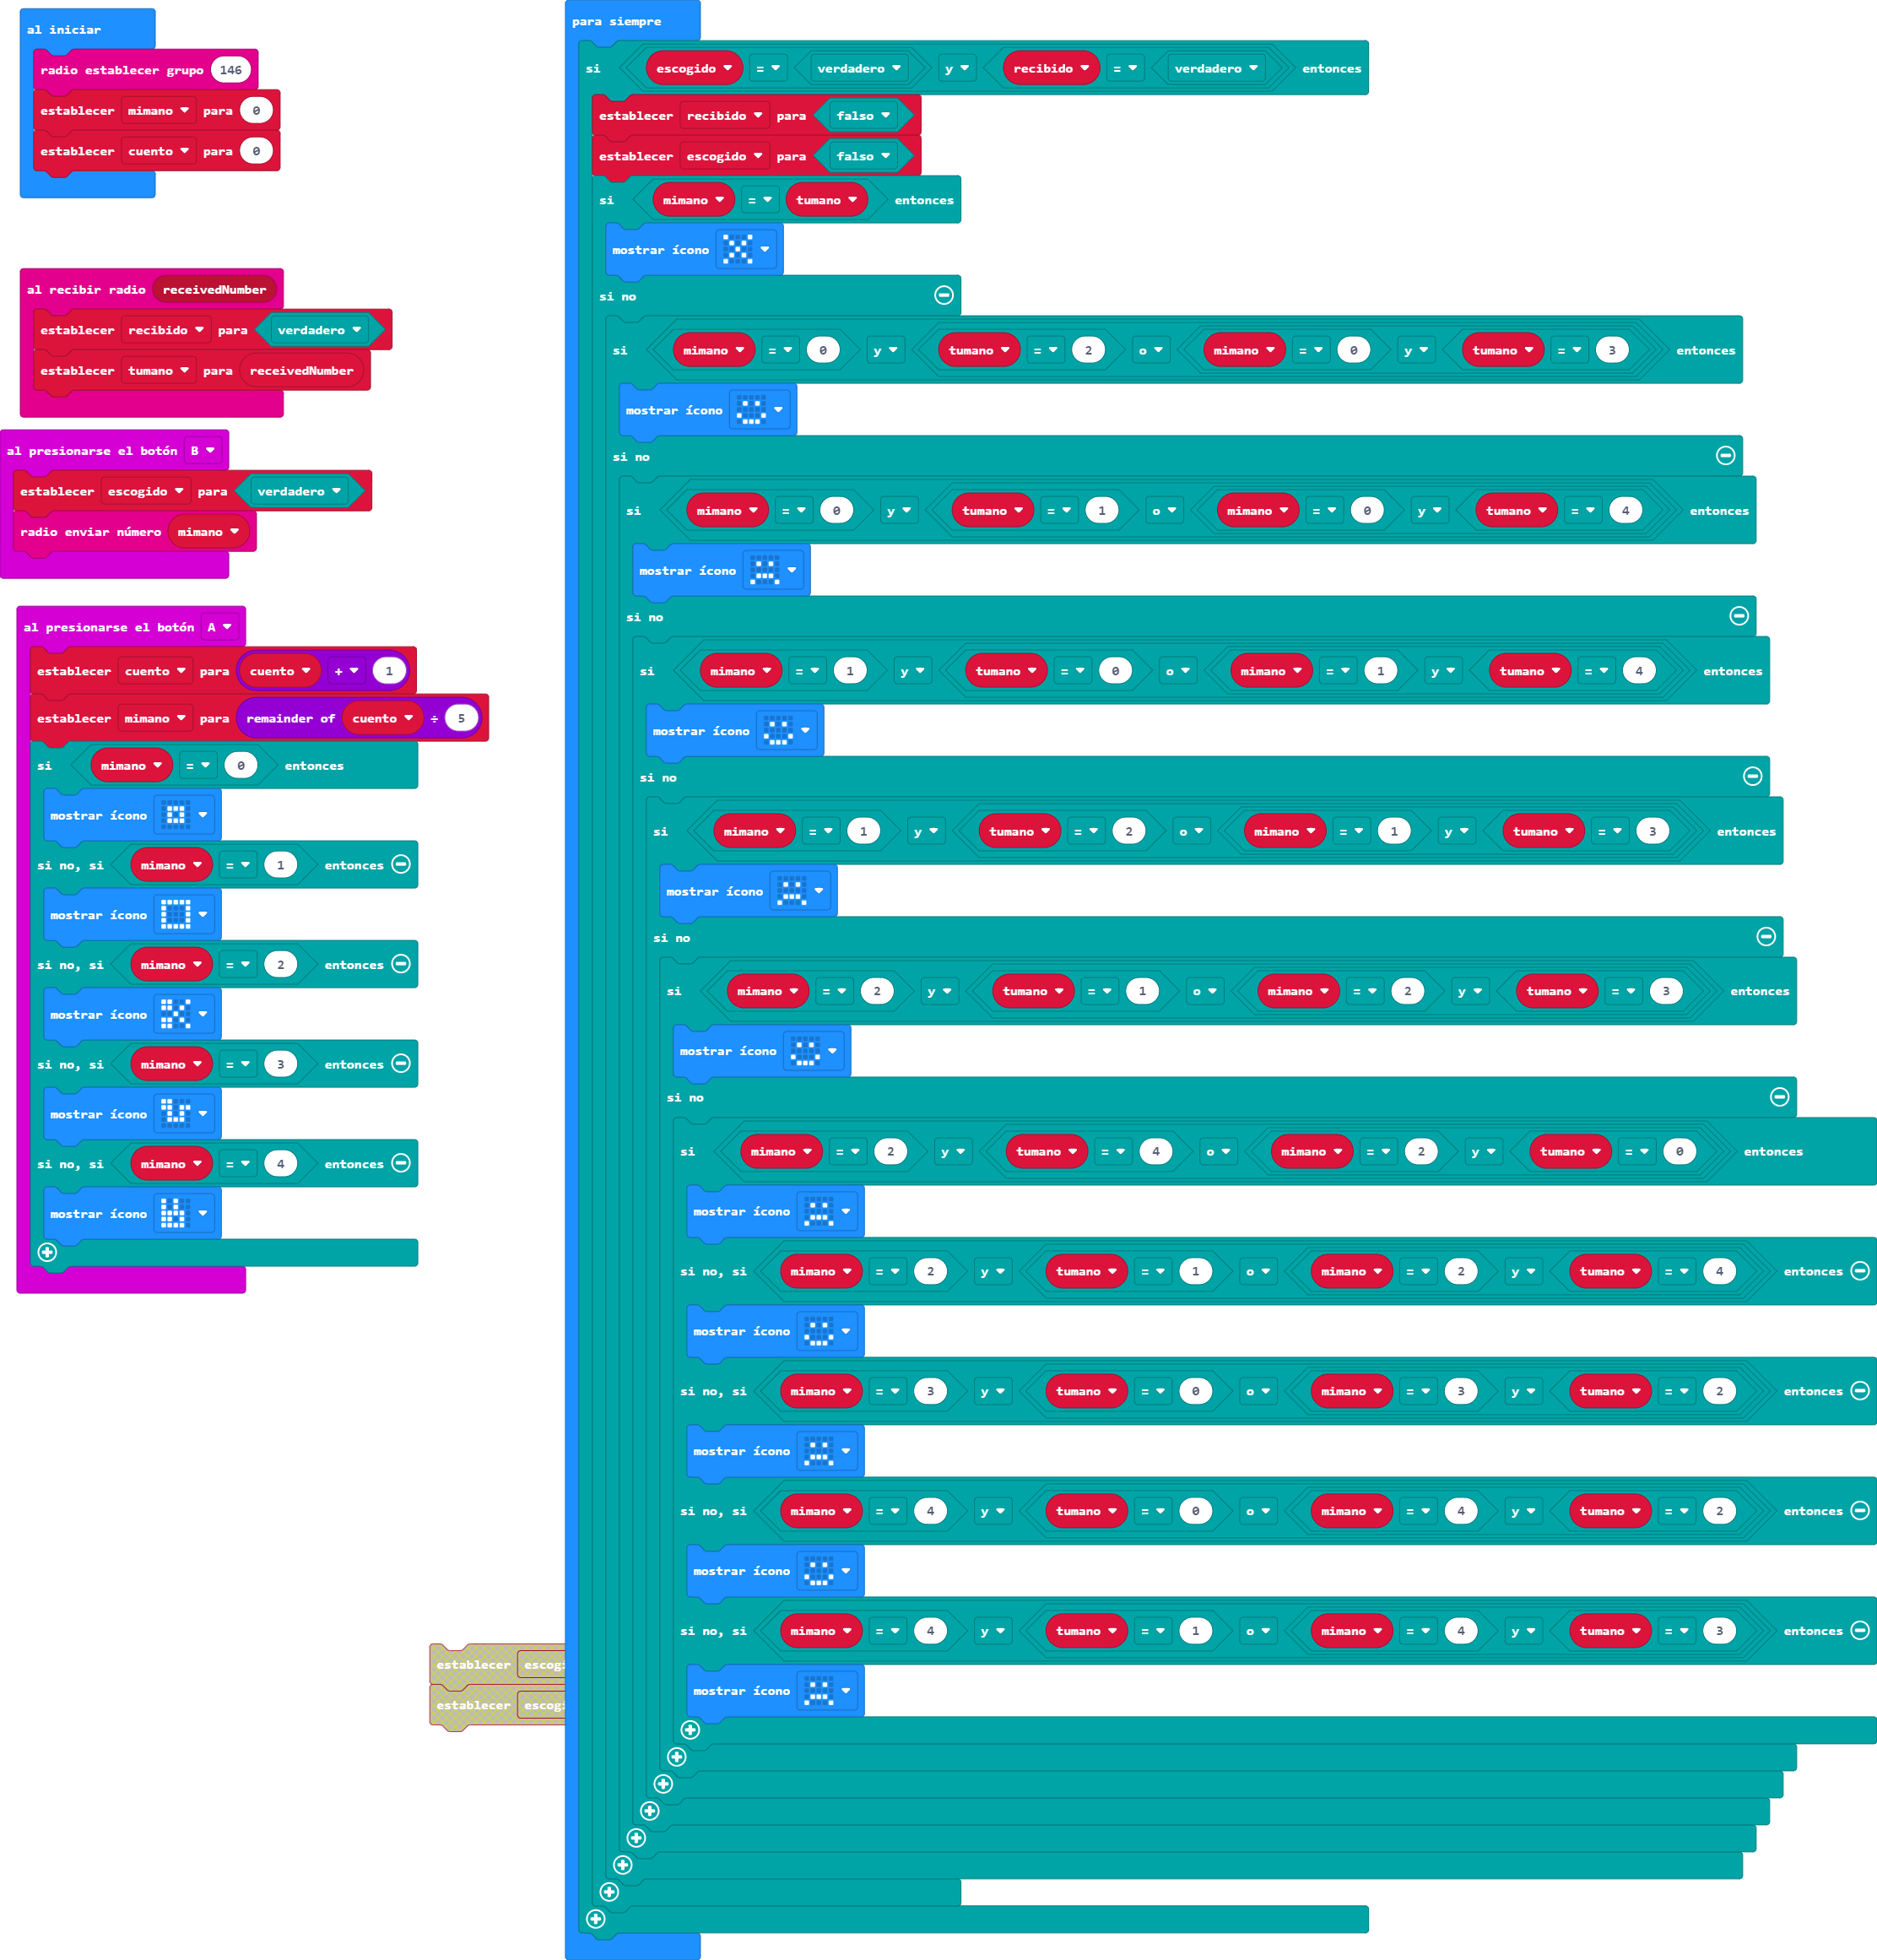 al iniciar
radio establecer grupo 146
establecer mimano para 0
establecer cuento para 0
al recibir radio receivedNumber
establecer recibido para verdadero
establecer tumano para receivedNumber
al presionarse el botón B
establecer escogido para verdadero
radio enviar número mimano
al presionarse el botón A
establecer cuento para cuento + 1
establecer mimano para remainder of cuento ÷ 5
si mimano = 0 entonces
mostrar ícono
si no, si mimano = 1 entonces
mostrar ícono
si no, si mimano = 2 entonces
mostrar ícono
si no, si mimano = 3 entonces
mostrar ícono
si no, si mimano = 4 entonces
mostrar ícono
establecer
establecer
para siempre
si escogido = verdadero y recibido = verdadero entonces
establecer recibido para falso
establecer escogido para falso
si mimano = tumano entonces
mostrar ícono
si no
si mimano = 0 y tumano = 2 o mimano = 0 y tumano = 3 entonces
mostrar ícono
si no
si mimano = 0 y tumano = 1 o mimano = 0 y tumano = 4 entonces
mostrar ícono
si no
si mimano = 1 y tumano = 0 o mimano = 1 y tumano = 4 entonces
mostrar ícono
si no
si mimano = 1 y tumano = 2 o mimano = 1 y tumano = 3 entonces
mostrar ícono
si no
si mimano = 2 y tumano = 1 o mimano = 2 y tumano = 3 entonces
mostrar ícono
si no
si mimano = 2 y tumano = 4 o mimano = 2 y tumano = 0 entonces
mostrar ícono
si no, si mimano = 2 y tumano = 1 o mimano = 2 y tumano = 4 entonces
mostrar ícono
si no, si mimano = 3 y tumano = 0 o mimano = 3 y tumano = 2 entonces
mostrar ícono
si no, si mimano = 4 y tumano = 0 o mimano = 4 y tumano = 2 entonces
mostrar ícono
si no, si mimano = 4 y tumano = 1 o mimano = 4 y tumano = 3 entonces
mostrar ícono